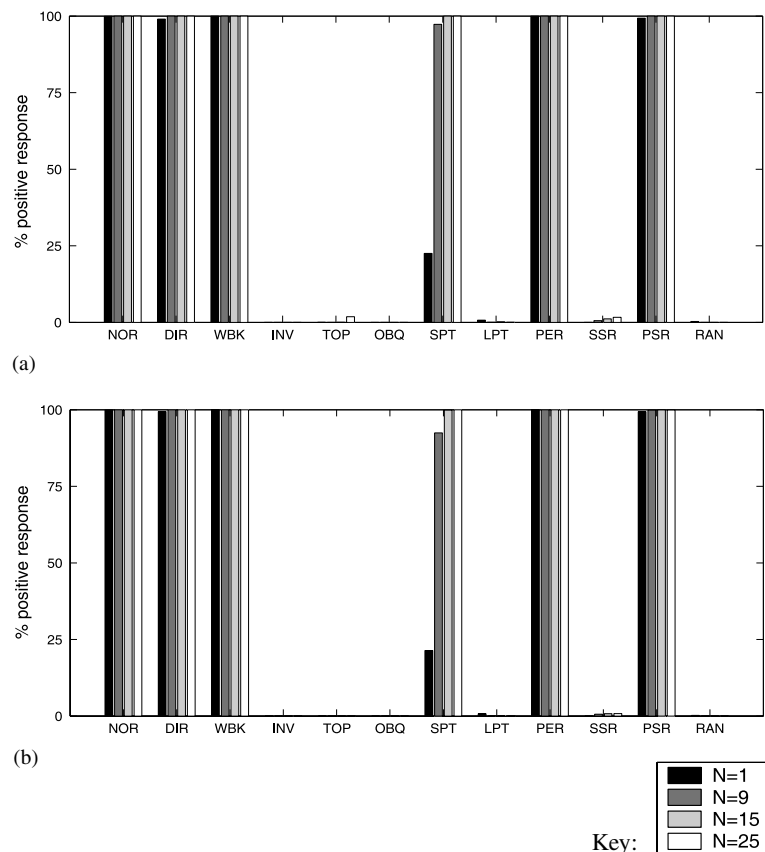 100
75
50
25
0
% positive response
NOR DIR WBK INV TOP OBQ SPT LPT PER SSR PSR RAN
(a)
100
75
50
25
0
% positive response
NOR DIR WBK INV TOP OBQ SPT LPT PER SSR PSR RAN
(b)
Key:
N=1
N=9
N=15
N=25